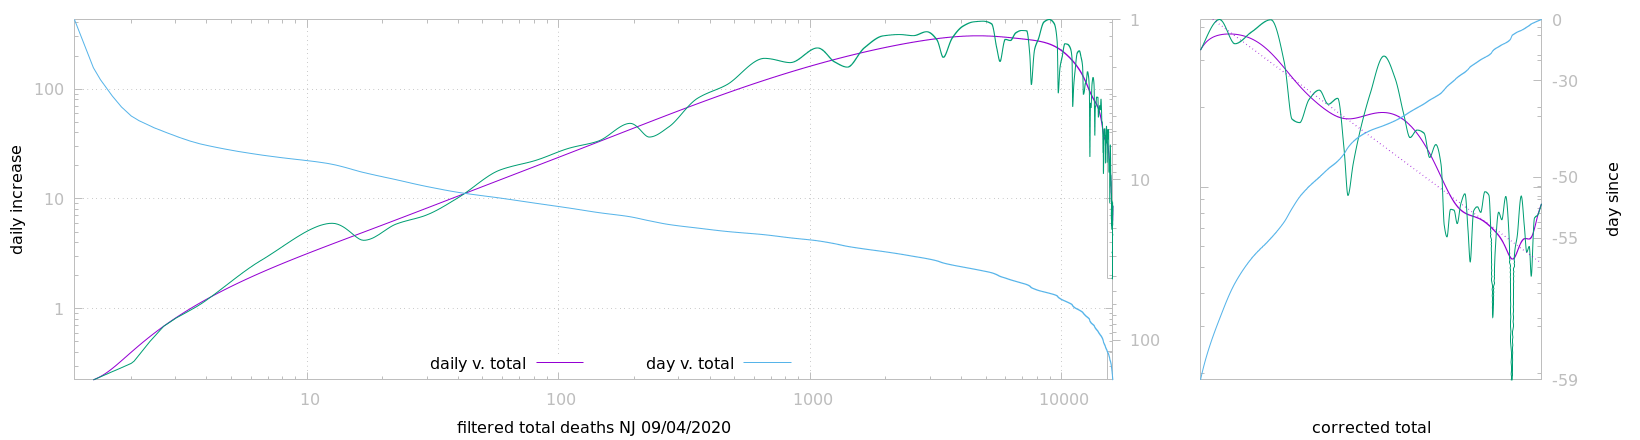 daily increase
100
10
1
1
10
100
10
100
1000
10000
daily v. total
day v. total
filtered total deaths NJ 09/04/2020
0
-30
-50
-55
-59
day since
corrected total